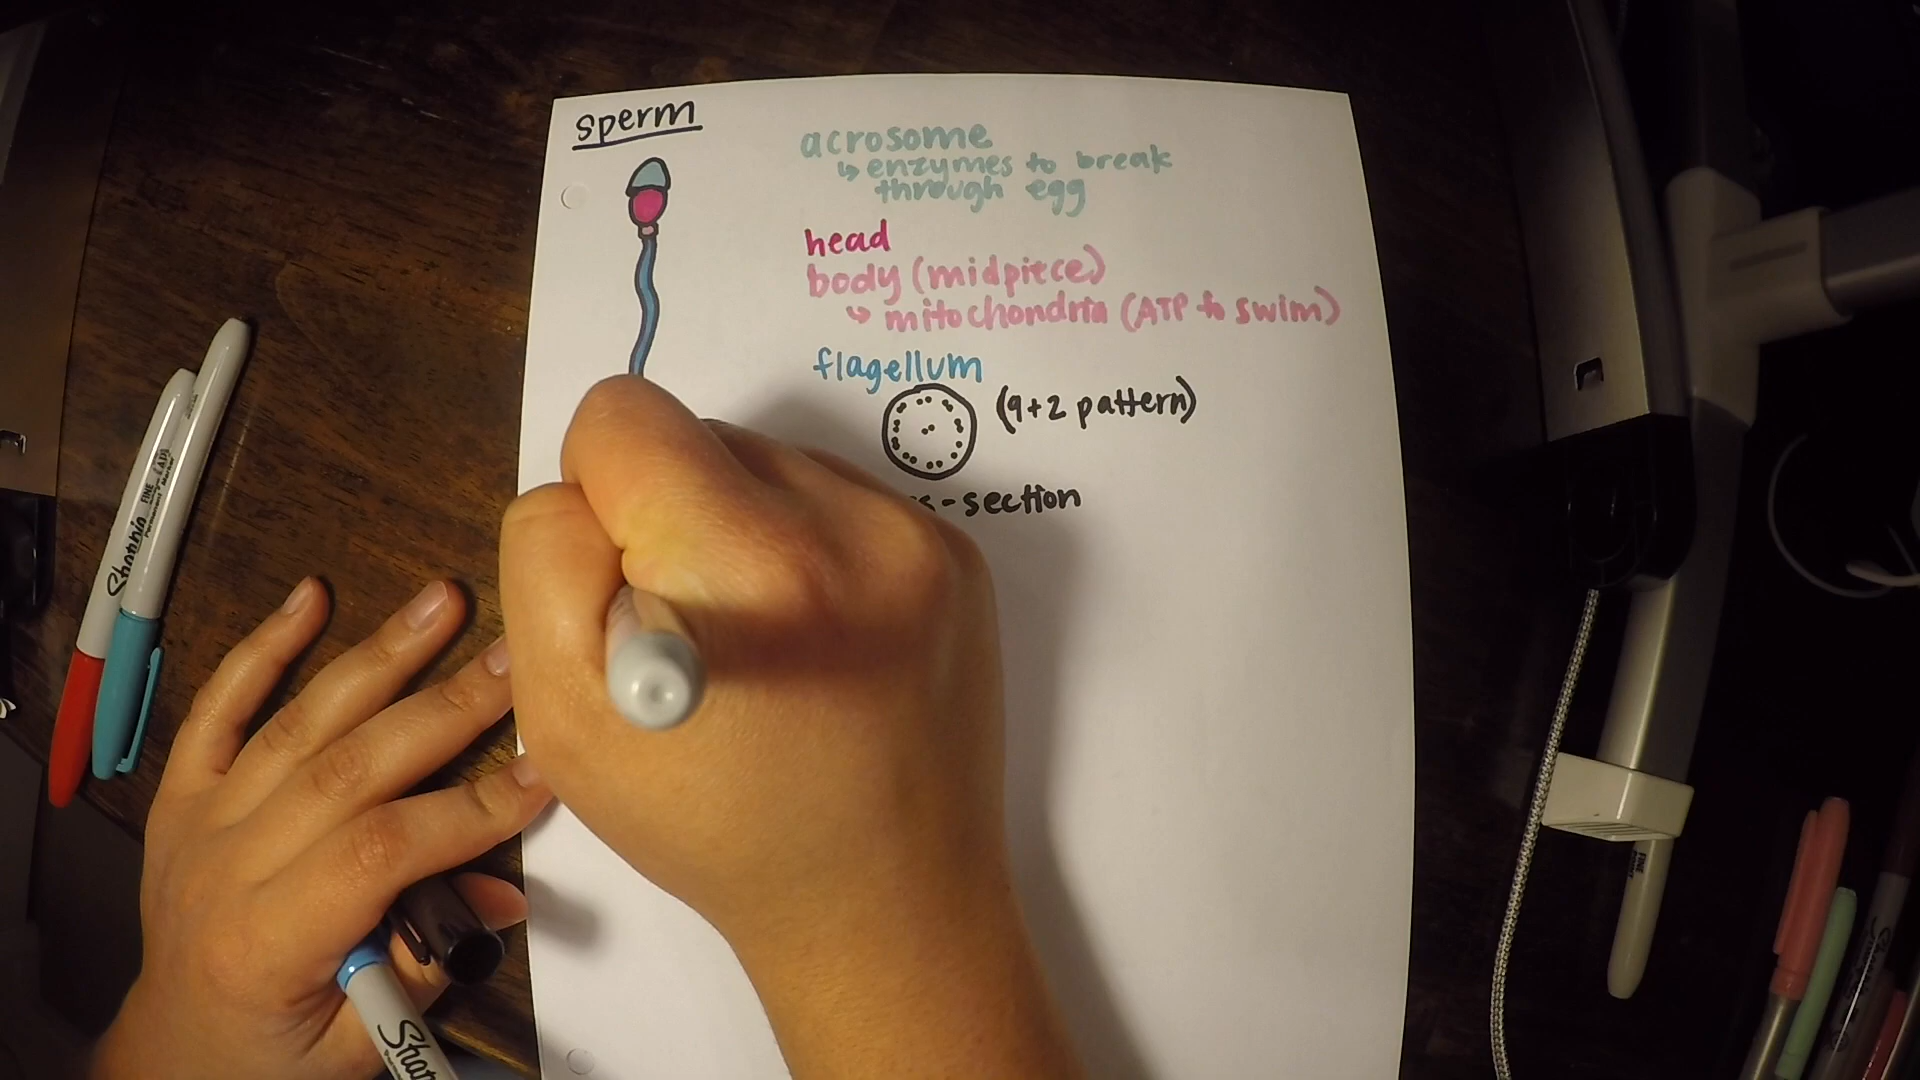 sperm
acrosome
↳ enzymes to break
through egg
head
body (midpiece)
↳ mitochondria (ATP to swim)
flagellum
(9+2 pattern)
s-section
Sharpie
FINE
Sharpie
FINE